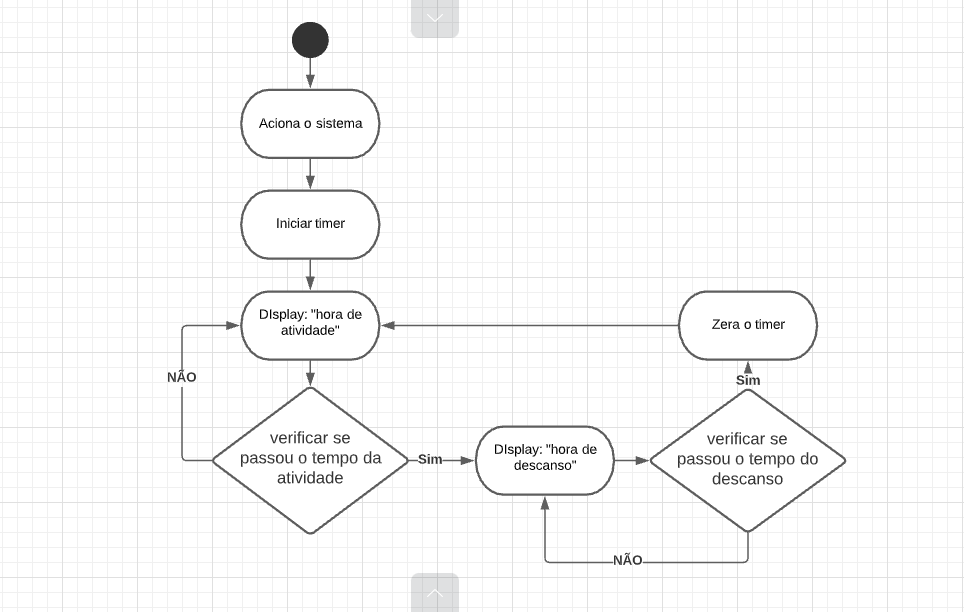 Aciona o sistema
Iniciar timer
DIsplay: "hora de
atividade"
Zera o timer
NÃO
Sim
verificar se
passou o tempo da
atividade
Sim
DIsplay: "hora de
descanso"
verificar se
passou o tempo do
descanso
NÃO